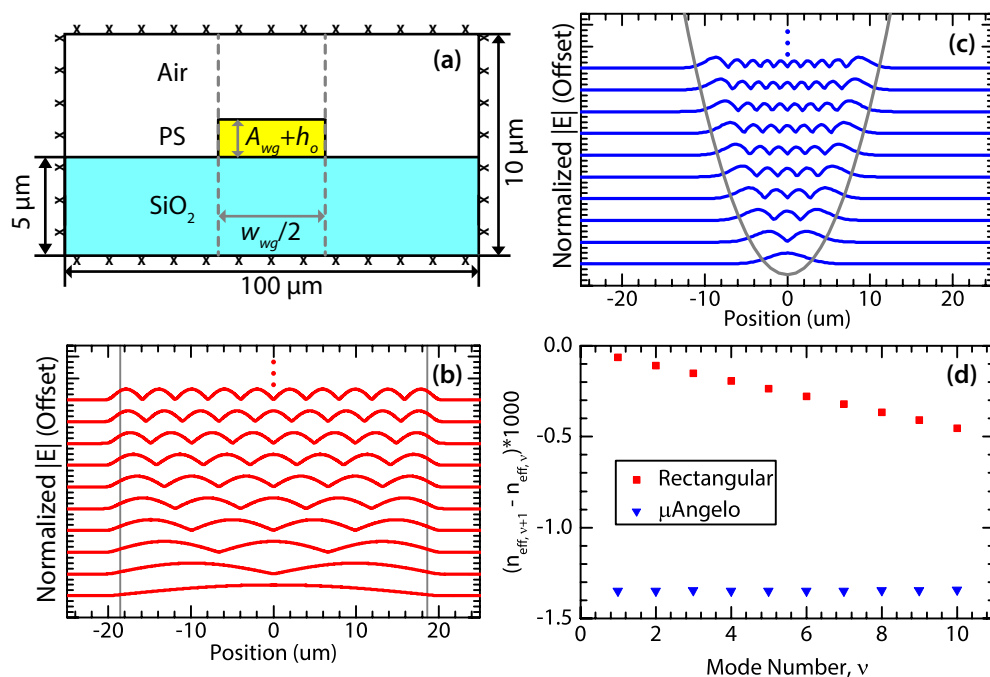 (a)
Air
PS
A_wg+h_o
SiO₂
w_wg/2
5 µm
10 µm
100 µm
x x x x x x x x x x x x x
(c)
Normalized |E| (Offset)
-20 -10 0 10 20
Position (um)
(b)
Normalized |E| (Offset)
-20 -10 0 10 20
Position (um)
(d)
0.0
-0.5
-1.0
-1.5
(n_eff, ν+1 - n_eff, ν)*1000
Rectangular
µAngelo
0 2 4 6 8 10
Mode Number, ν